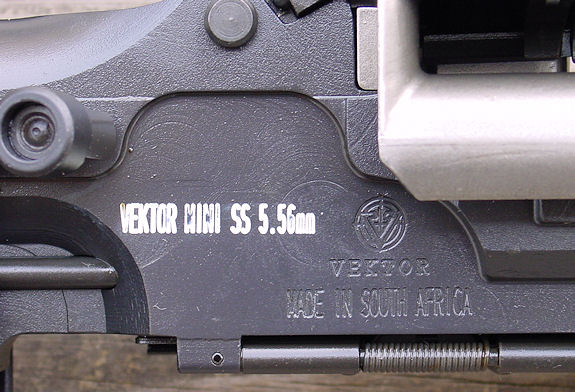 VEKTOR MINI SS 5.56mm
VEKTOR
MADE IN SOUTH AFRICA